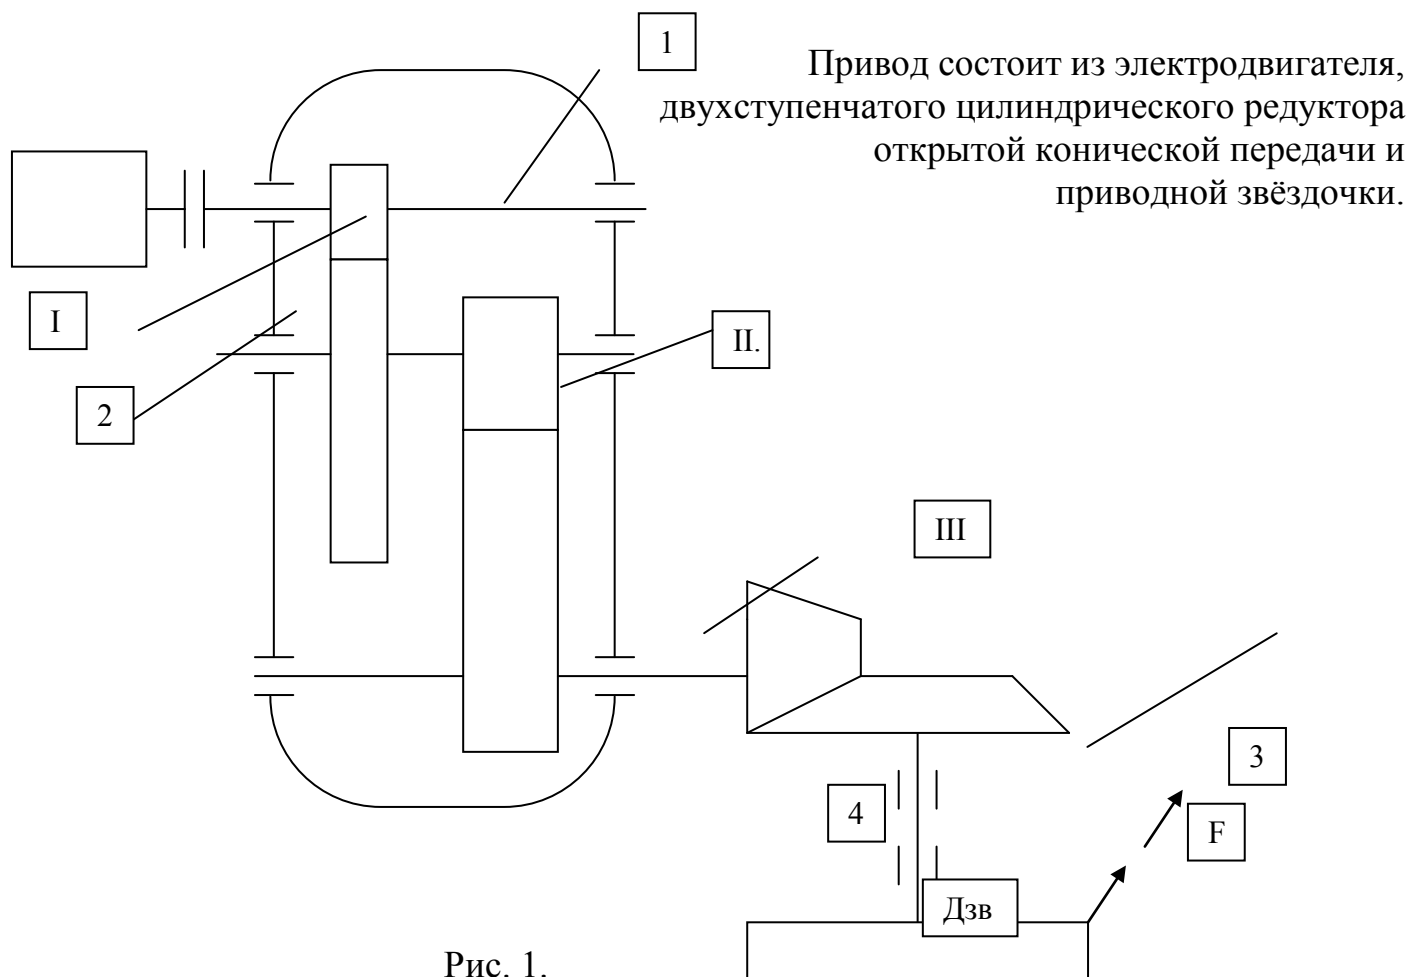 1
Привод состоит из электродвигателя,
двухступенчатого цилиндрического редуктора
открытой конической передачи и
приводной звёздочки.
I
II.
2
III
3
4
F
Дзв
Рис. 1.